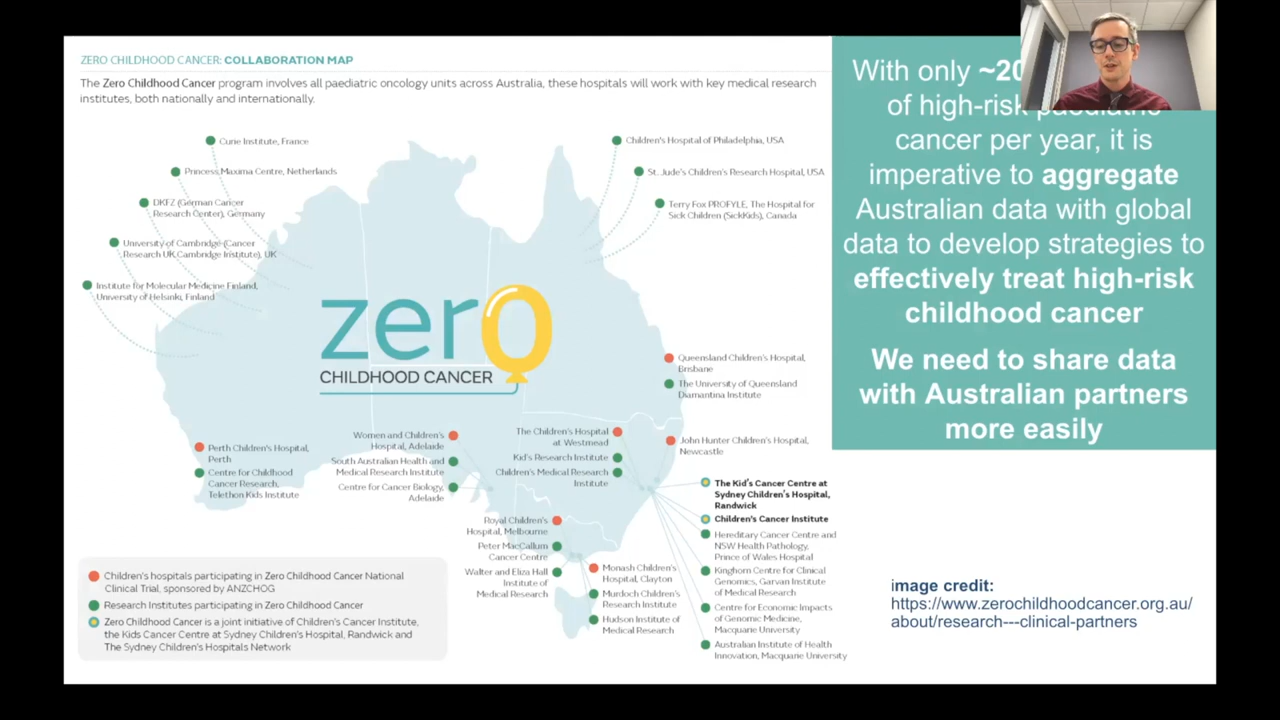 ZERO CHILDHOOD CANCER: COLLABORATION MAP
The Zero Childhood Cancer program involves all paediatric oncology units across Australia, these hospitals will work with key medical research
institutes, both nationally and internationally.
Curie Institute, France
Princess Maxima Centre, Netherlands
DKFZ (German Cancer
Research Center), Germany
University of Cambridge (Cancer
Research UK Cambridge Institute), UK
Institute for Molecular Medicine Finland,
University of Helsinki, Finland
Children's Hospital of Philadelphia, USA
St. Jude's Children's Research Hospital, USA
Terry Fox PROFYLE, The Hospital for
Sick Children (SickKids), Canada
zero
CHILDHOOD CANCER
Queensland Children's Hospital,
Brisbane
The University of Queensland
Diamantina Institute
Perth Children's Hospital,
Perth
Centre for Childhood
Cancer Research,
Telethon Kids Institute
Women and Children's
Hospital, Adelaide
South Australian Health and
Medical Research Institute
Centre for Cancer Biology,
Adelaide
The Children's Hospital
at Westmead
Kid's Research Institute
Children's Medical Research
Institute
John Hunter Children's Hospital,
Newcastle
The Kid's Cancer Centre at
Sydney Children's Hospital,
Randwick
Children's Cancer Institute
Hereditary Cancer Centre and
NSW Health Pathology,
Prince of Wales Hospital
Kinghorn Centre for Clinical
Genomics, Garvan Institute
of Medical Research
Centre for Economic Impacts
of Genomic Medicine,
Macquarie University
Australian Institute of Health
Innovation, Macquarie University
Royal Children's
Hospital, Melbourne
Peter MacCallum
Cancer Centre
Walter and Eliza Hall
Institute of
Medical Research
Monash Children's
Hospital, Clayton
Murdoch Children's
Research Institute
Hudson Institute of
Medical Research
Children's hospitals participating in Zero Childhood Cancer National
Clinical Trial, sponsored by ANZCHOG
Research Institutes participating in Zero Childhood Cancer
Zero Childhood Cancer is a joint initiative of Children's Cancer Institute,
the Kids Cancer Centre at Sydney Children's Hospital, Randwick and
The Sydney Children's Hospitals Network
With only
of high-risk paediatric
cancer per year, it is
imperative to aggregate
Australian data with global
data to develop strategies to
effectively treat high-risk
childhood cancer
We need to share data
with Australian partners
more easily
image credit:
https://www.zerochildhoodcancer.org.au/
about/research---clinical-partners